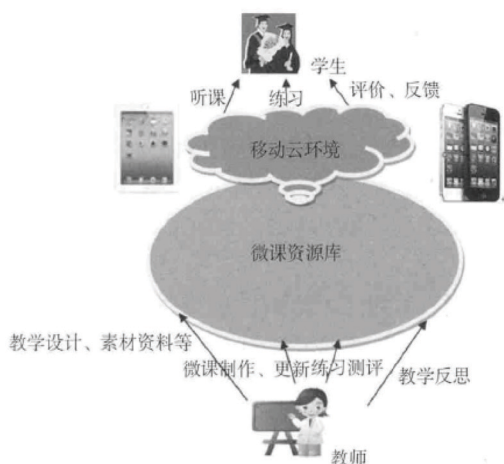 学生
听课
练习
评价、反馈
移动云环境
微课资源库
教学设计、素材资料等
微课制作、更新
练习测评
教学反思
教师